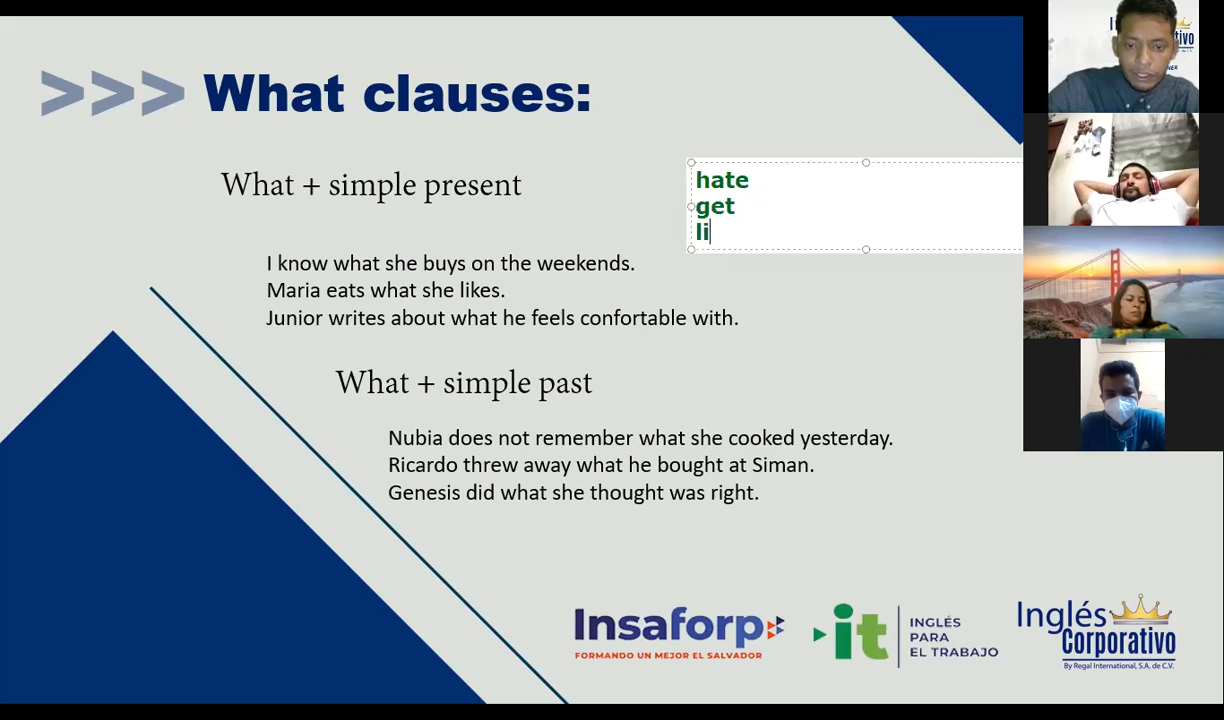 >>> What clauses:
What + simple present
hate
get
li
I know what she buys on the weekends.
Maria eats what she likes.
Junior writes about what he feels confortable with.
What + simple past
Nubia does not remember what she cooked yesterday.
Ricardo threw away what he bought at Siman.
Genesis did what she thought was right.
Insaforp
FORMANDO UN MEJOR EL SALVADOR
it
INGLÉS
PARA
EL TRABAJO
Inglés
Corporativo
By Regal International, S.A. de C.V.